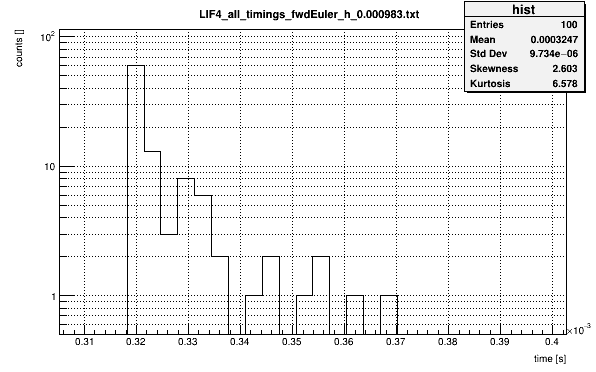 LIF4_all_timings_fwdEuler_h_0.000983.txt
hist
Entries 100
Mean 0.0003247
Std Dev 9.734e−06
Skewness 2.603
Kurtosis 6.578
counts []
10²
10
1
0.31 0.32 0.33 0.34 0.35 0.36 0.37 0.38 0.39 0.4
×10⁻³
time [s]